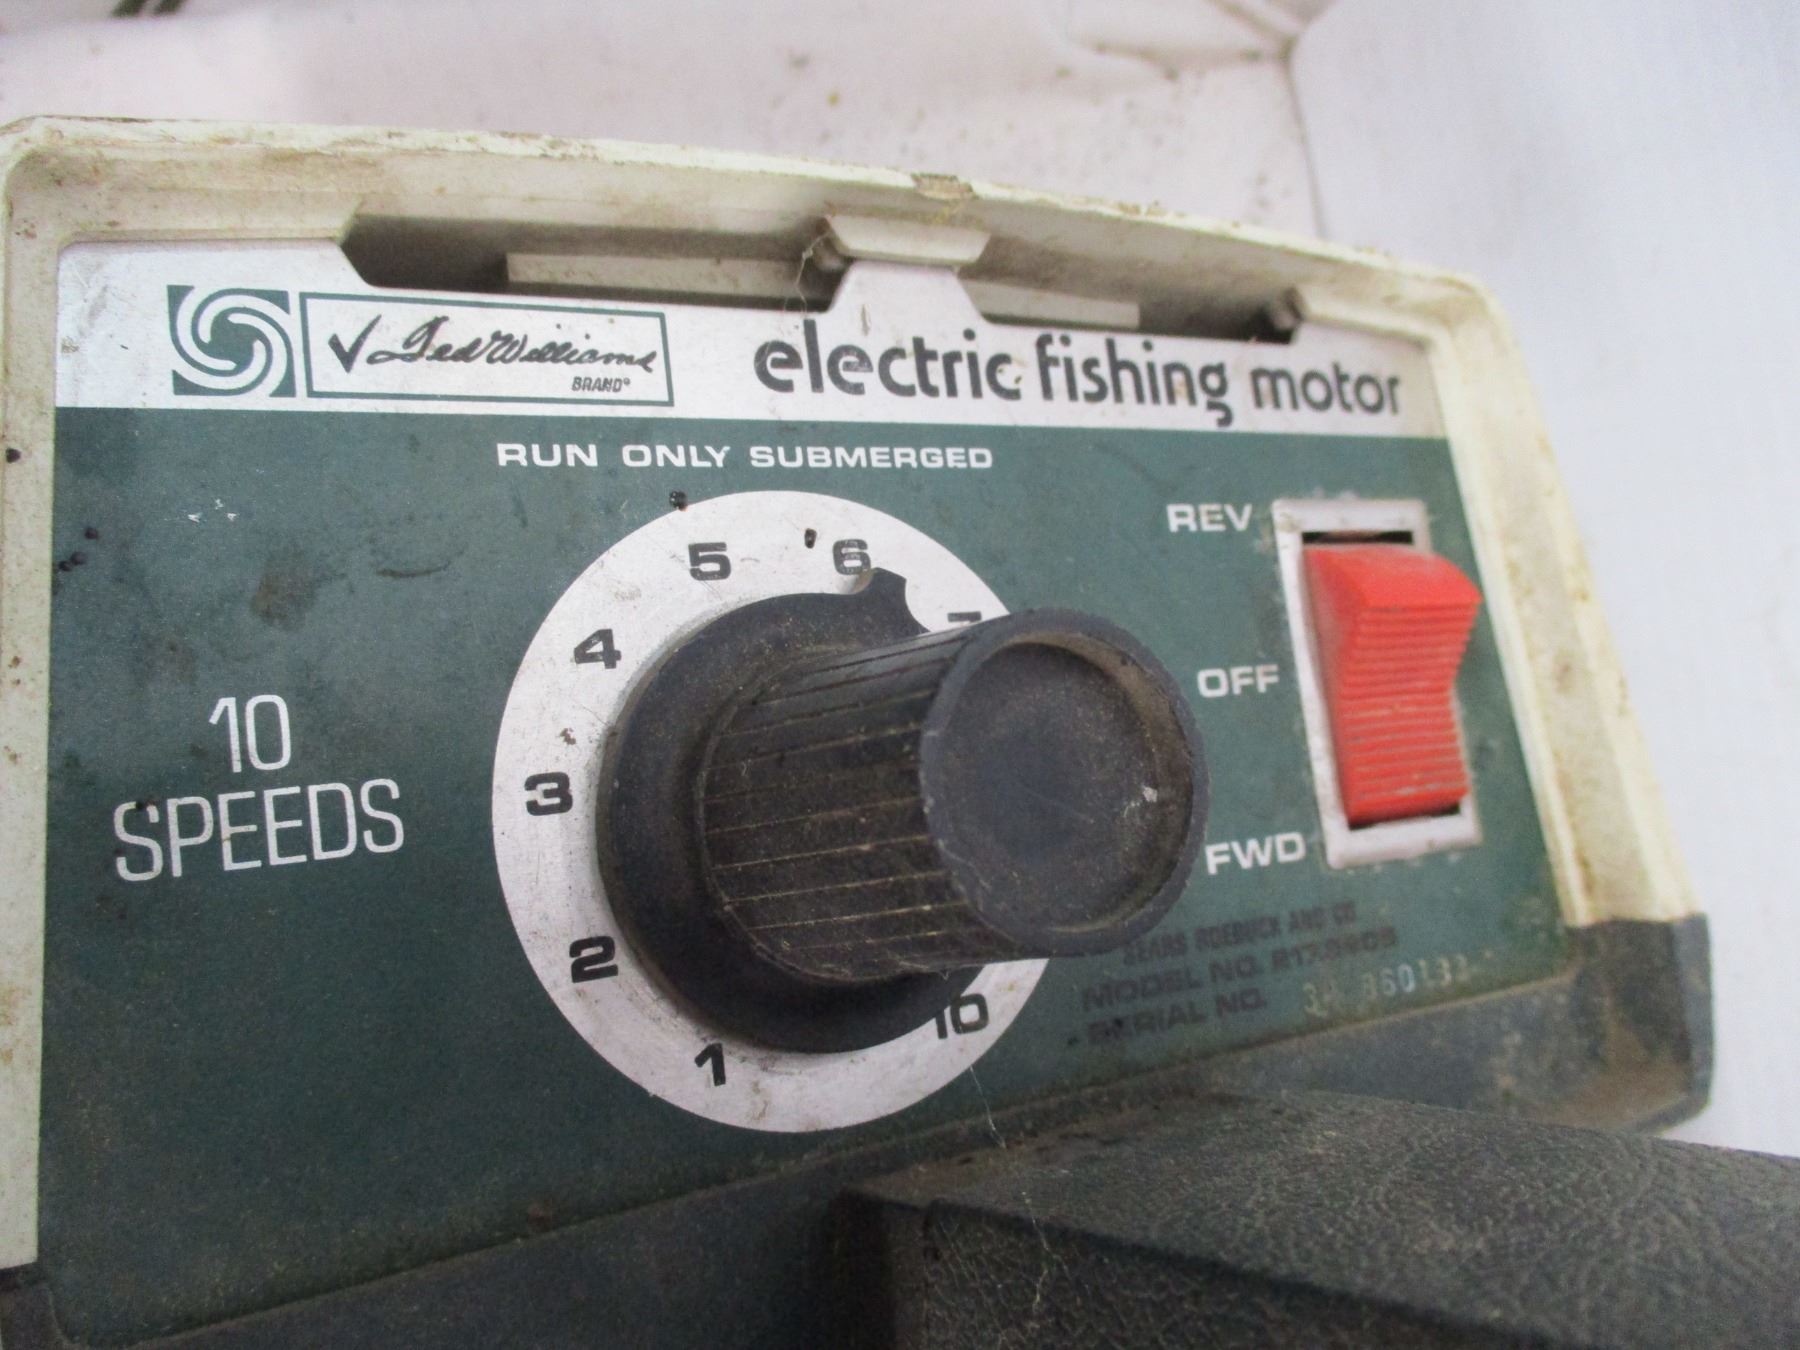 ✓ Ted Williams
BRAND®
electric fishing motor
RUN ONLY SUBMERGED
5
6
4
3
2
1
10
10
SPEEDS
REV
OFF
FWD
SEARS ROEBUCK AND CO
MODEL NO.
SERIAL NO.